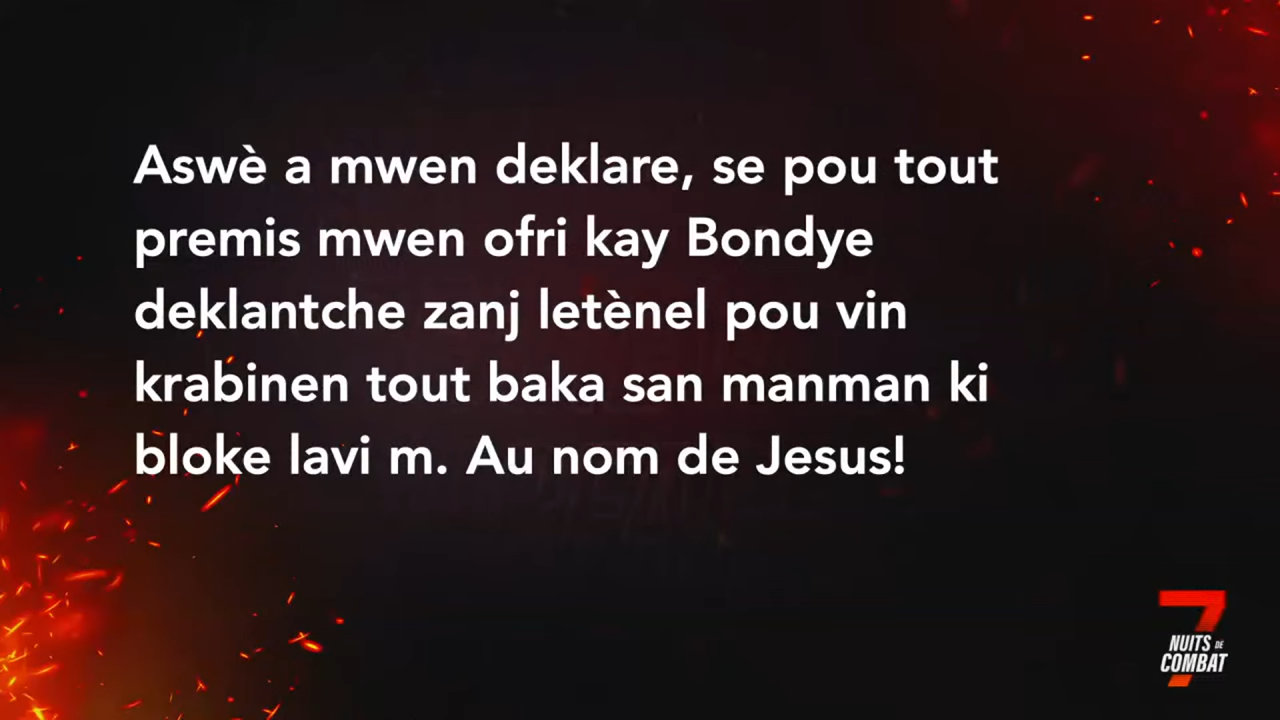 Aswè a mwen deklare, se pou tout
premis mwen ofri kay Bondye
deklantche zanj letènel pou vin
krabinen tout baka san manman ki
bloke lavi m. Au nom de Jesus!
7
NUITS DE
COMBAT